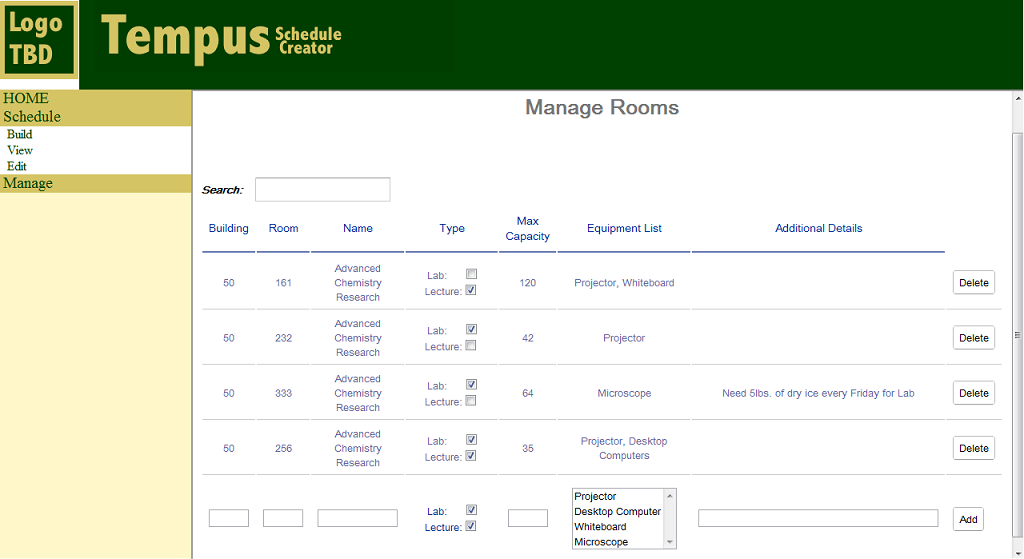 Logo
TBD
Tempus Schedule
Creator
HOME
Schedule
Build
View
Edit
Manage
Manage Rooms
Search:
Building Room Name Type Max Capacity Equipment List Additional Details
50 161 Advanced Chemistry Research Lab: Lecture: 120 Projector, Whiteboard Delete
50 232 Advanced Chemistry Research Lab: Lecture: 42 Projector Delete
50 333 Advanced Chemistry Research Lab: Lecture: 64 Microscope Need 5lbs. of dry ice every Friday for Lab Delete
50 256 Advanced Chemistry Research Lab: Lecture: 35 Projector, Desktop Computers Delete
Lab:
Lecture:
Projector
Desktop Computer
Whiteboard
Microscope
Add